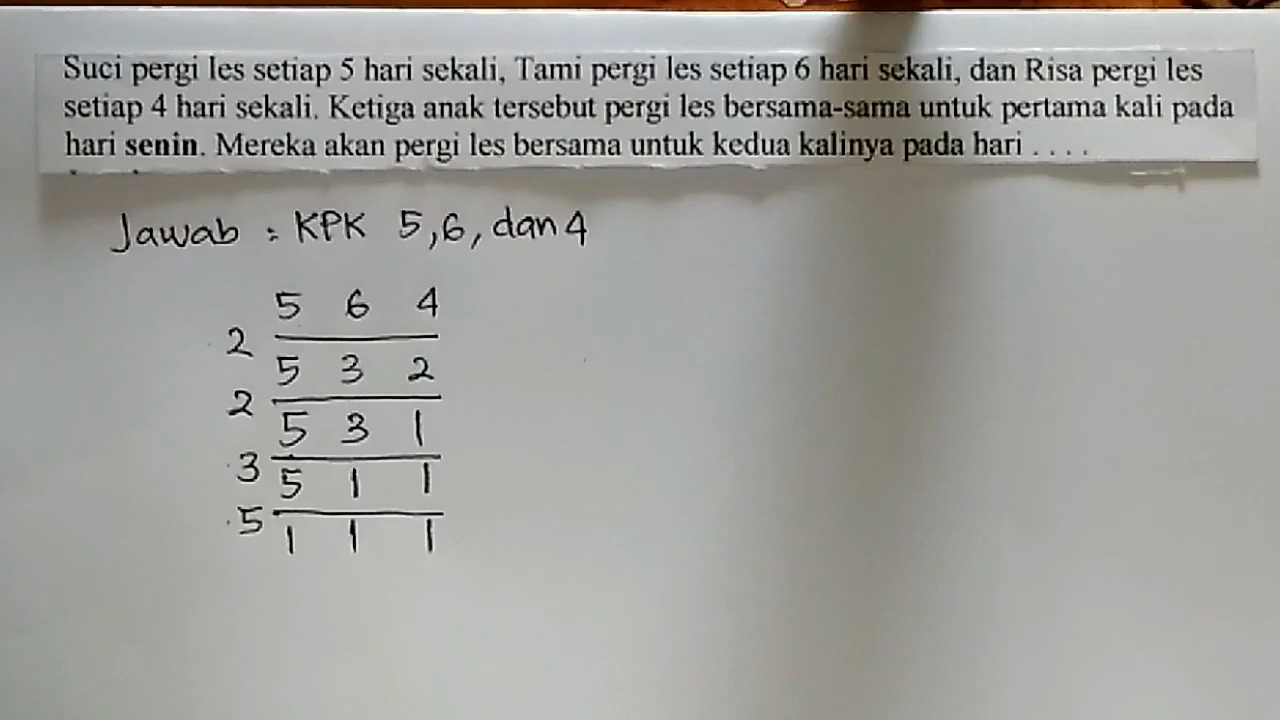 Suci pergi les setiap 5 hari sekali, Tami pergi les setiap 6 hari sekali, dan Risa pergi les
setiap 4 hari sekali. Ketiga anak tersebut pergi les bersama-sama untuk pertama kali pada
hari senin. Mereka akan pergi les bersama untuk kedua kalinya pada hari . . . .
Jawab : KPK 5, 6, dan 4
5 6 4
2
5 3 2
2
5 3 1
3
5 1 1
5
1 1 1